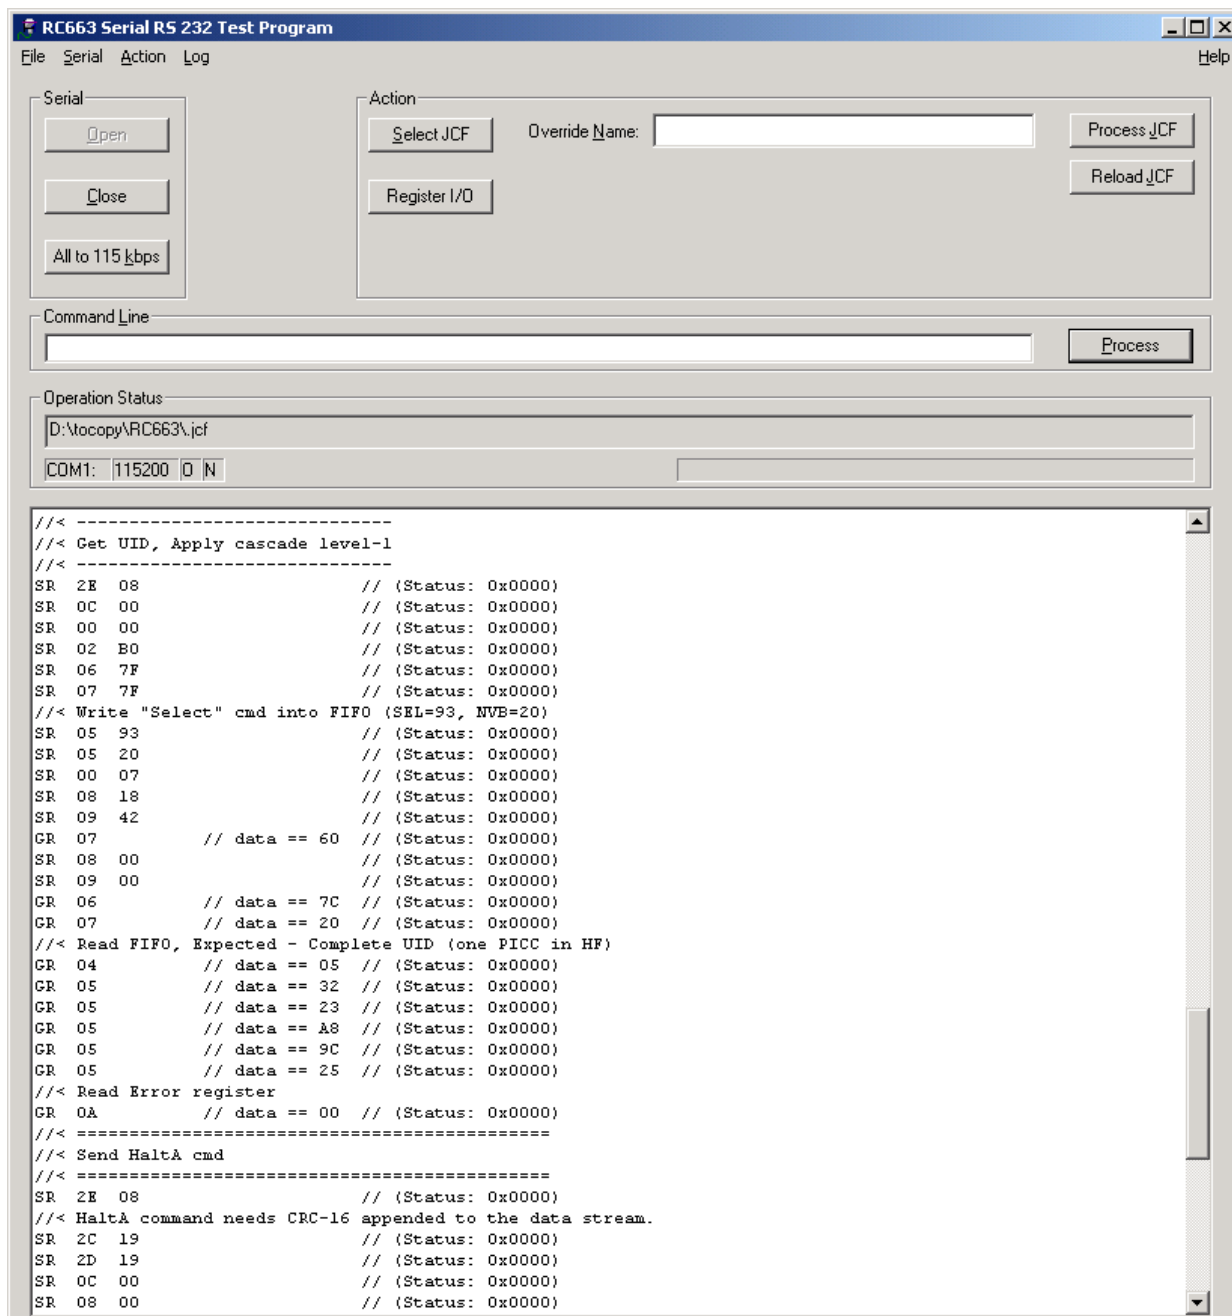 RC663 Serial RS 232 Test Program
File Serial Action Log Help
Serial
Open
Close
All to 115 kbps
Action
Select JCF Override Name: Process JCF
Register I/O Reload JCF
Command Line
Process
Operation Status
D:\tocopy\RC663\.jcf
COM1: 115200 O N
//< ------------------------------
//< Get UID, Apply cascade level-1
//< ------------------------------
SR 2E 08 // (Status: 0x0000)
SR 0C 00 // (Status: 0x0000)
SR 00 00 // (Status: 0x0000)
SR 02 B0 // (Status: 0x0000)
SR 06 7F // (Status: 0x0000)
SR 07 7F // (Status: 0x0000)
//< Write "Select" cmd into FIFO (SEL=93, NVB=20)
SR 05 93 // (Status: 0x0000)
SR 05 20 // (Status: 0x0000)
SR 00 07 // (Status: 0x0000)
SR 08 18 // (Status: 0x0000)
SR 09 42 // (Status: 0x0000)
GR 07 // data == 60 // (Status: 0x0000)
SR 08 00 // (Status: 0x0000)
SR 09 00 // (Status: 0x0000)
GR 06 // data == 7C // (Status: 0x0000)
GR 07 // data == 20 // (Status: 0x0000)
//< Read FIFO, Expected - Complete UID (one PICC in HF)
GR 04 // data == 05 // (Status: 0x0000)
GR 05 // data == 32 // (Status: 0x0000)
GR 05 // data == 23 // (Status: 0x0000)
GR 05 // data == A8 // (Status: 0x0000)
GR 05 // data == 9C // (Status: 0x0000)
GR 05 // data == 25 // (Status: 0x0000)
//< Read Error register
GR 0A // data == 00 // (Status: 0x0000)
//< =============================================
//< Send HaltA cmd
//< =============================================
SR 2E 08 // (Status: 0x0000)
//< HaltA command needs CRC-16 appended to the data stream.
SR 2C 19 // (Status: 0x0000)
SR 2D 19 // (Status: 0x0000)
SR 0C 00 // (Status: 0x0000)
SR 08 00 // (Status: 0x0000)